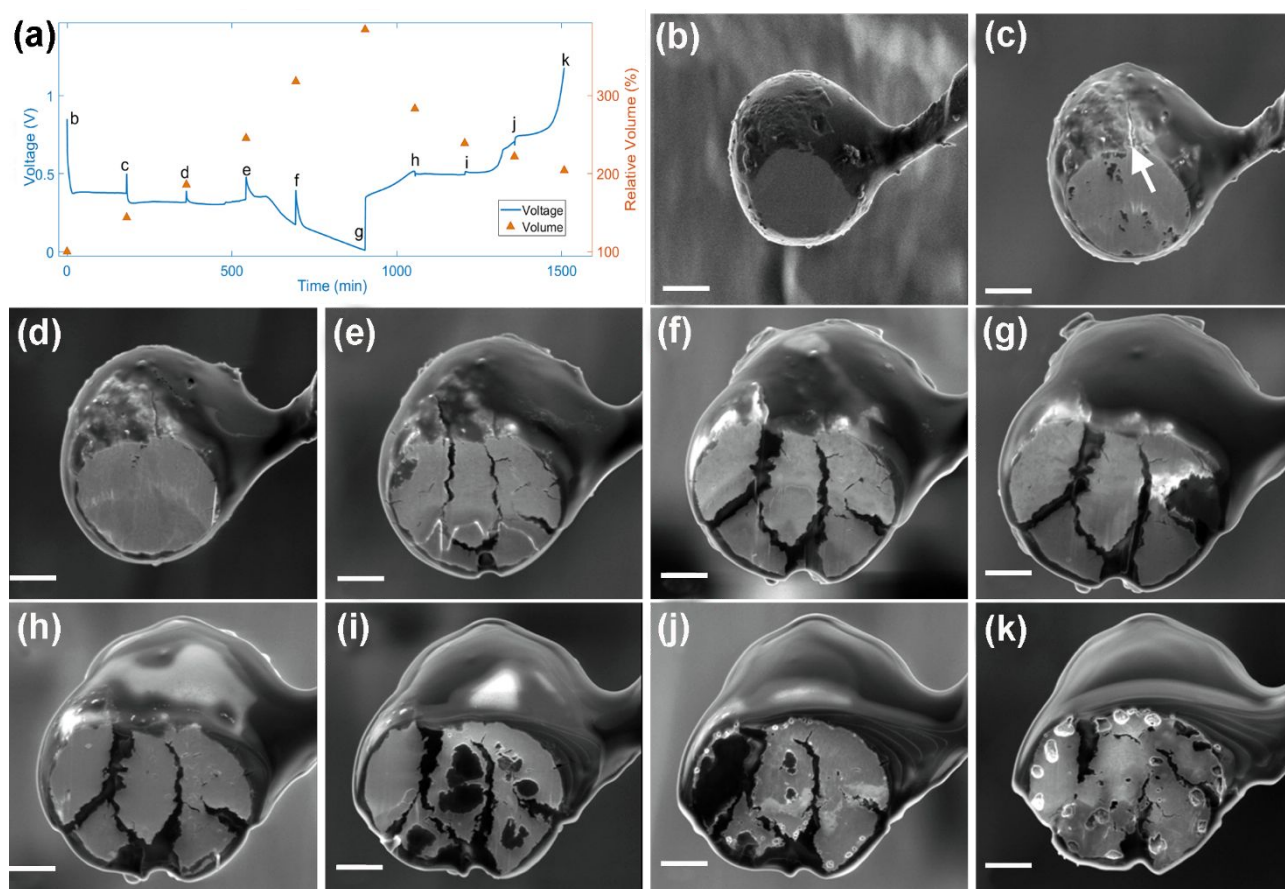 (a)
Voltage (V)
1
0.5
0
b
c
d
e
f
g
h
i
j
k
Voltage
Volume
0
500
1000
1500
Time (min)
300
200
100
Relative Volume (%)
(b)
(c)
(d)
(e)
(f)
(g)
(h)
(i)
(j)
(k)